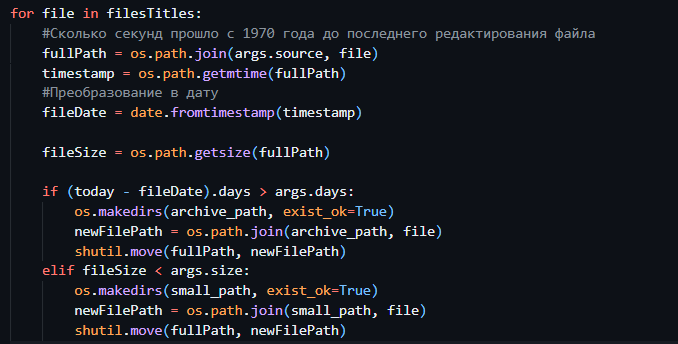 for file in filesTitles:
#Сколько секунд прошло с 1970 года до последнего редактирования файла
fullPath = os.path.join(args.source, file)
timestamp = os.path.getmtime(fullPath)
#Преобразование в дату
fileDate = date.fromtimestamp(timestamp)
fileSize = os.path.getsize(fullPath)
if (today - fileDate).days > args.days:
os.makedirs(archive_path, exist_ok=True)
newFilePath = os.path.join(archive_path, file)
shutil.move(fullPath, newFilePath)
elif fileSize < args.size:
os.makedirs(small_path, exist_ok=True)
newFilePath = os.path.join(small_path, file)
shutil.move(fullPath, newFilePath)